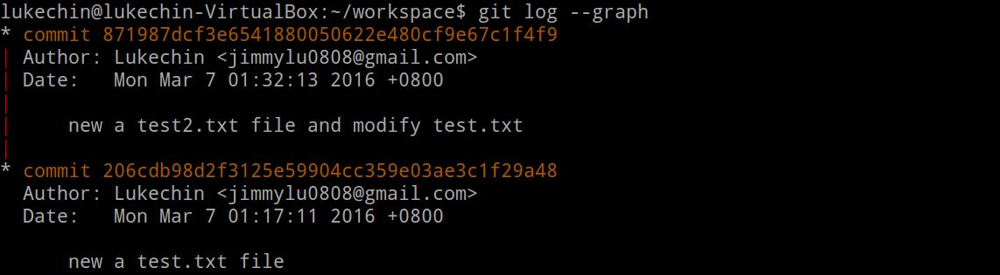 lukechin@lukechin-VirtualBox:~/workspace$ git log --graph
* commit 871987dcf3e6541880050622e480cf9e67c1f4f9
| Author: Lukechin <jimmylu0808@gmail.com>
| Date:   Mon Mar 7 01:32:13 2016 +0800
|
|     new a test2.txt file and modify test.txt
|
* commit 206cdb98d2f3125e59904cc359e03ae3c1f29a48
  Author: Lukechin <jimmylu0808@gmail.com>
  Date:   Mon Mar 7 01:17:11 2016 +0800
      new a test.txt file